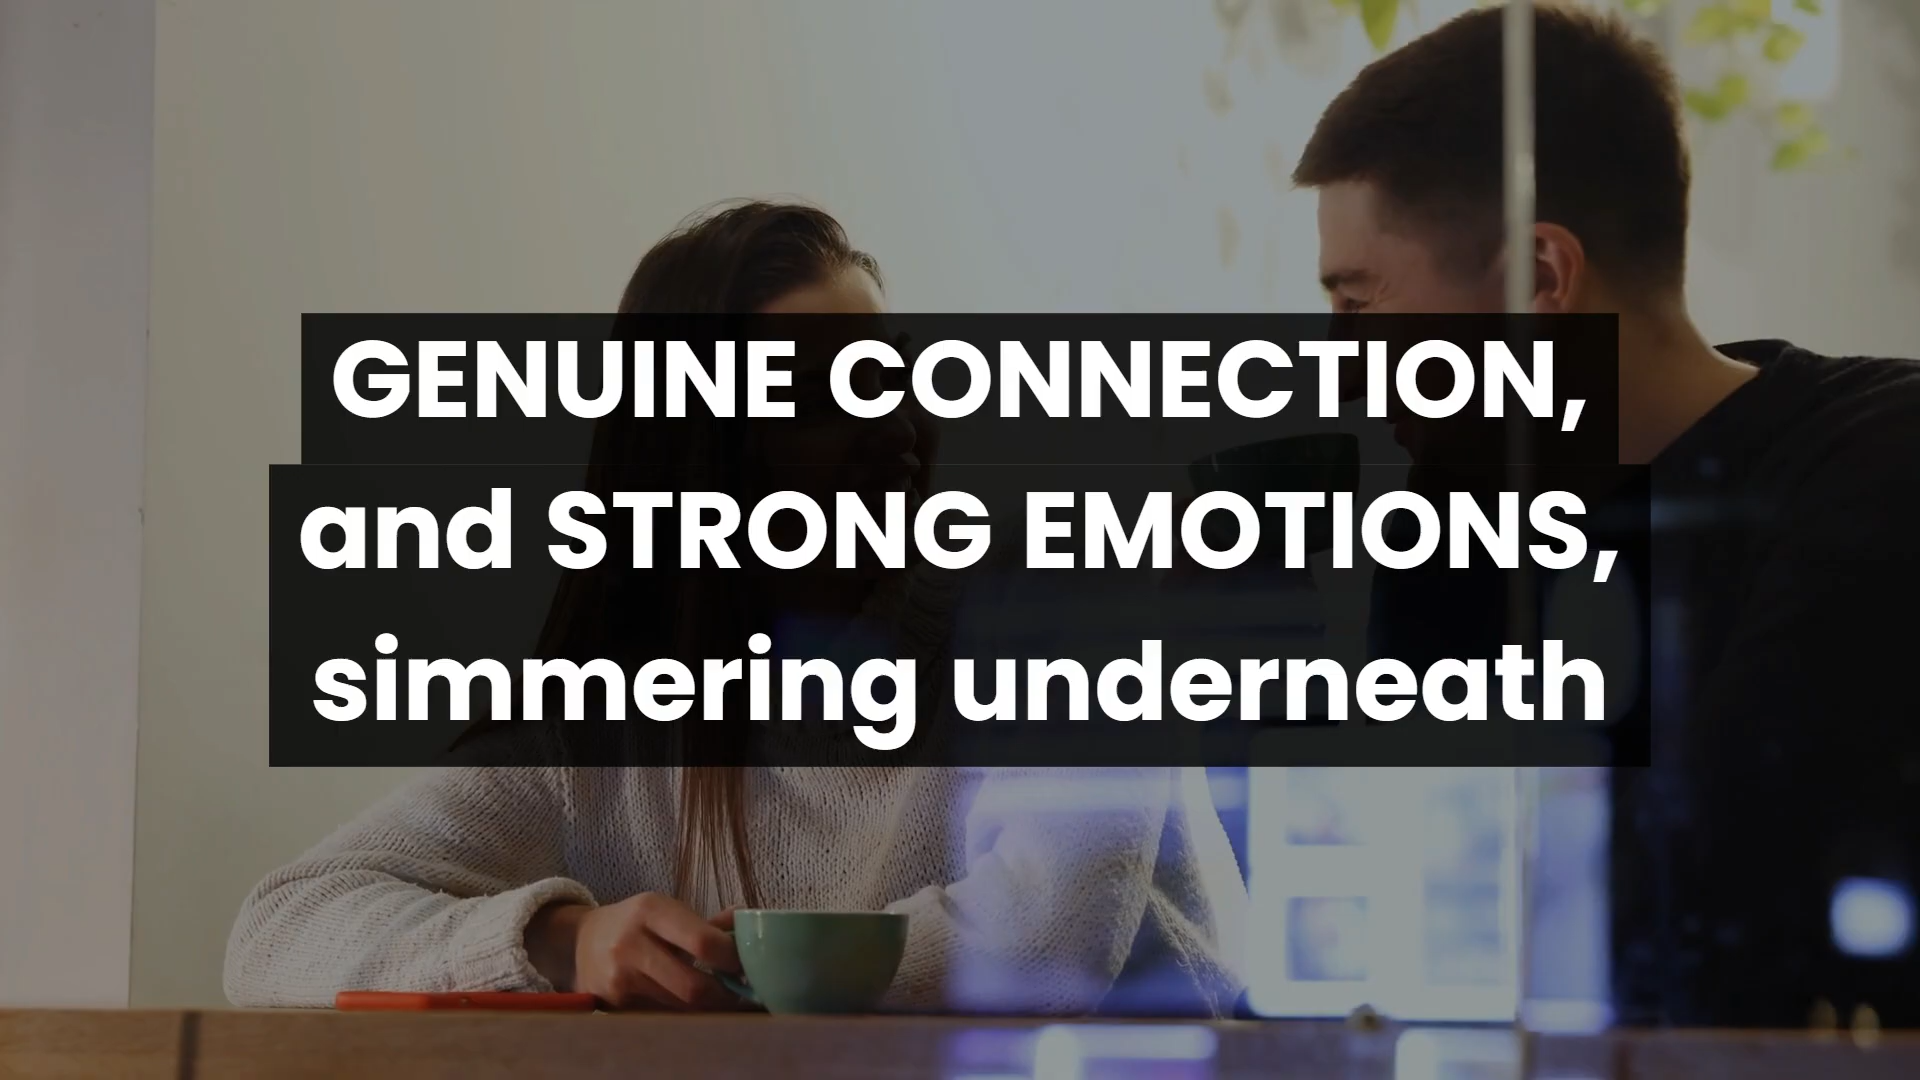 GENUINE CONNECTION,
and STRONG EMOTIONS,
simmering underneath